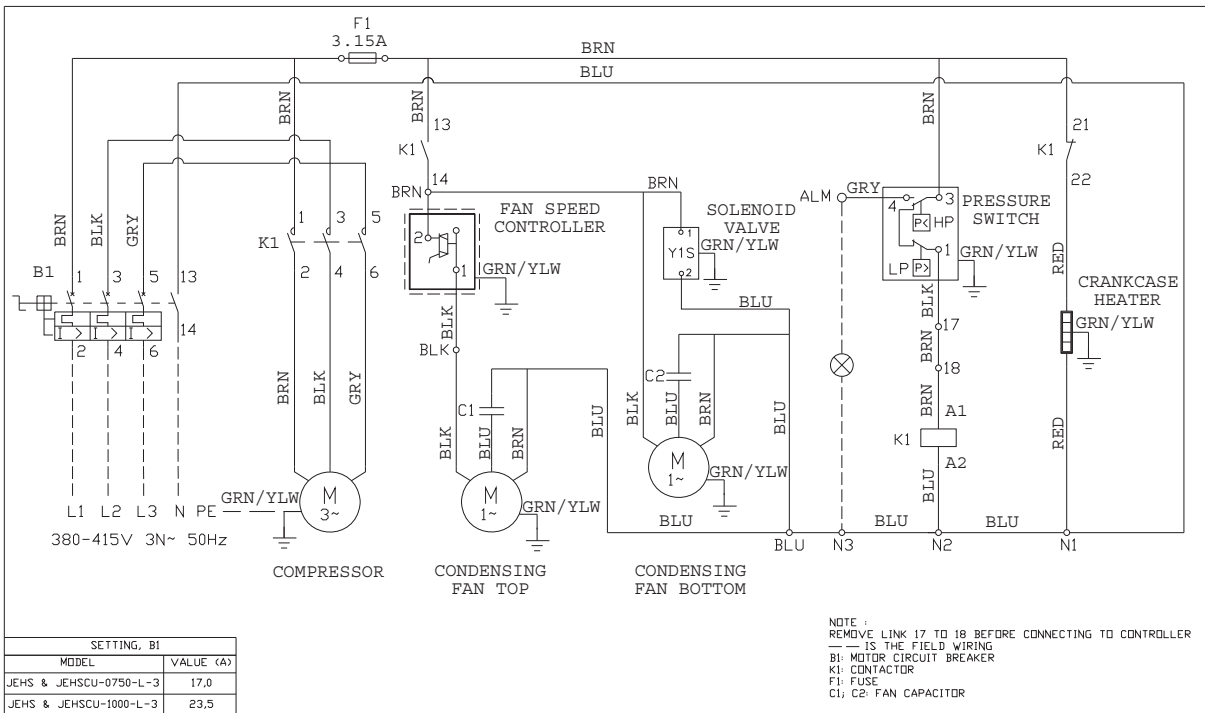 F1
3.15A
BRN
BLU
BRN
BRN
BRN
13
21
K1
K1
14
22
BRN
BRN
ALM
GRY
4
3
PRESSURE
SWITCH
P< HP
LP P>
1
GRN/YLW
FAN SPEED
CONTROLLER
2
1
GRN/YLW
SOLENOID
VALVE
1
Y1S
2
GRN/YLW
BRN
BLK
GRY
1
3
5
K1
2
4
6
B1
1
3
5
13
I >
I >
I >
14
2
4
6
RED
CRANKCASE
HEATER
GRN/YLW
BLK
BLK
BLU
BLK
17
BRN
18
BRN
A1
K1
A2
BLU
RED
C2
C1
BRN
BLK
GRY
BLK
BLU
BRN
BLU
BLK
BLU
BRN
BLU
M
3~
GRN/YLW
M
1~
GRN/YLW
M
1~
GRN/YLW
L1 L2 L3 N PE
380-415V 3N~ 50Hz
BLU
BLU
BLU
BLU
N3
N2
N1
COMPRESSOR
CONDENSING
FAN TOP
CONDENSING
FAN BOTTOM
NOTE :
REMOVE LINK 17 TO 18 BEFORE CONNECTING TO CONTROLLER
— — IS THE FIELD WIRING
B1: MOTOR CIRCUIT BREAKER
K1: CONTACTOR
F1: FUSE
C1; C2: FAN CAPACITOR
SETTING, B1
MODEL VALUE (A)
JEHS & JEHSCU-0750-L-3 17,0
JEHS & JEHSCU-1000-L-3 23,5